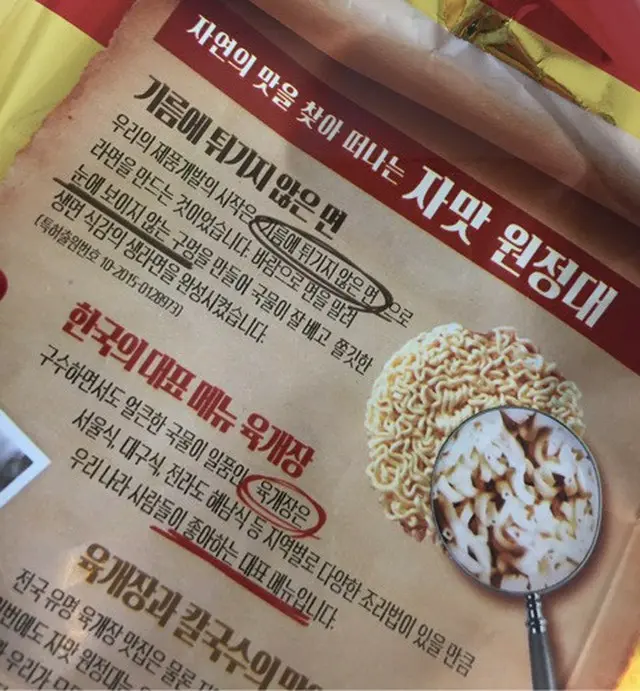 자연의 맛을 찾아 떠나는 자맛 원정대
기름에 튀기지 않은 면
우리의 제품개발의 시작은 기름에 튀기지 않은 면으로
라면을 만드는 것이었습니다. 바람으로 면을 말려
눈에 보이지 않는 구멍을 만들어 국물이 잘 베고 쫄깃한
생면 식감의 생라면을 완성시켰습니다.
(특허출원번호 10-2015-0128973)
한국의 대표 메뉴 육개장
구수하면서도 얼큰한 국물이 일품인 육개장은
서울식, 대구식, 전라도 해남식 등 지역별로 다양한 조리법이 있을 만큼
우리 나라 사람들이 좋아하는 대표 메뉴입니다.
육개장과 칼국수의
전국 유명 육개장 맛집은 물론
자맛 원정대는
우리가